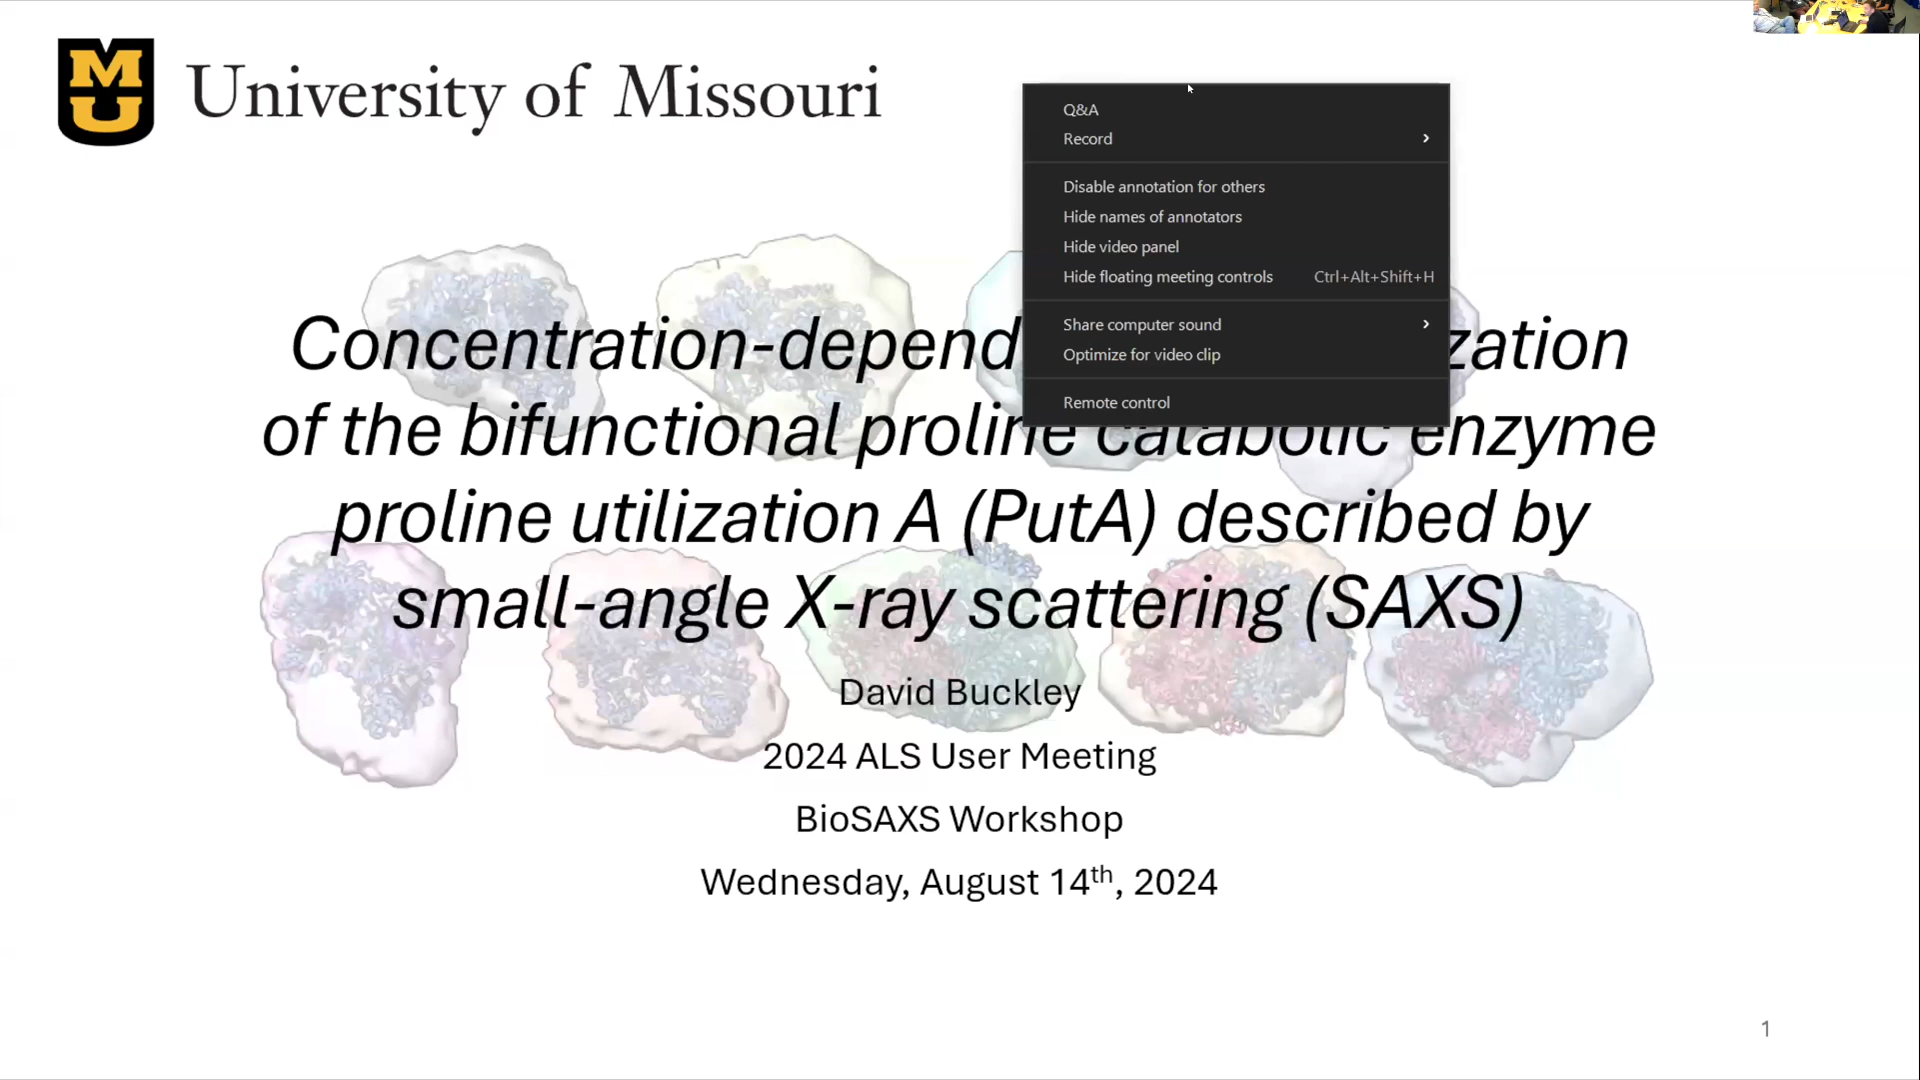 MU
University of Missouri
Q&A
Record
Disable annotation for others
Hide names of annotators
Hide video panel
Hide floating meeting controls Ctrl+Alt+Shift+H
Share computer sound
Optimize for video clip
Remote control
Concentration-depend zation
of the bifunctional proline catabolic enzyme
proline utilization A (PutA) described by
small-angle X-ray scattering (SAXS)
David Buckley
2024 ALS User Meeting
BioSAXS Workshop
Wednesday, August 14th, 2024
1